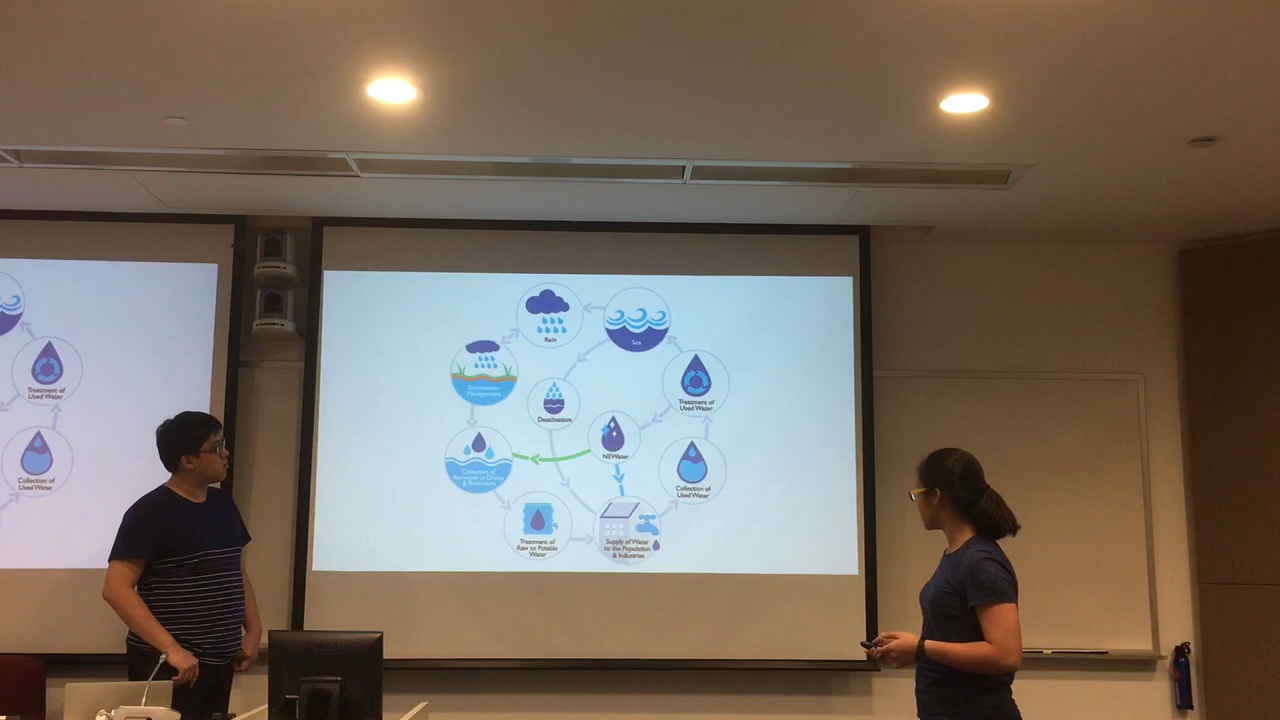 Treatment of
Used Water
Collection of
Used Water
Rain
Sea
Stormwater
Management
Desalination
Treatment of
Used Water
NEWater
Collection of
Rainwater in Drains
& Reservoirs
Collection of
Used Water
Treatment of
Raw to Potable
Water
Supply of Water
to the Population
& Industries